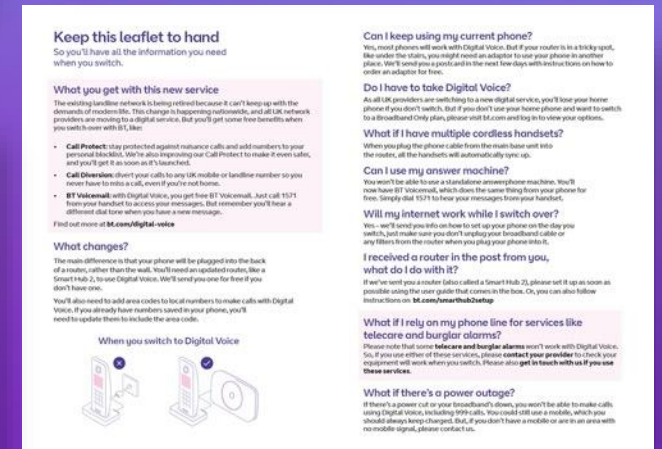 Keep this leaflet to hand
So you'll have all the information you need
when you switch.
What you get with this new service
The existing landline network is being retired because it can't keep up with the
demands of modern life. This change is happening nationwide, and all UK network
providers are moving to a digital service. But you'll get some free benefits when
you switch over with BT, like:
• Call Protect: stay protected against nuisance calls and add numbers to your
personal blocklist. We're also improving our Call Protect to make it even safer,
and you'll get it as soon as it's launched.
• Call Diversion: divert your calls to any UK mobile or landline number so you
never have to miss a call, even if you're not home.
• BT Voicemail: with Digital Voice, you get free BT Voicemail. Just call 1571
from your handset to access your messages. But remember you'll hear a
different dial tone when you have a new message.
Find out more at bt.com/digital-voice
What changes?
The main difference is that your phone will be plugged into the back
of a router, rather than the wall. You'll need an updated router, like a
Smart Hub 2, to use Digital Voice. We'll send you one for free if you
don't have one.
You'll also need to add area codes to local numbers to make calls with Digital
Voice. If you already have numbers saved in your phone, you'll
need to update them to include the area code.
When you switch to Digital Voice
Can I keep using my current phone?
Yes, most phones will work with Digital Voice. But if your router is in a tricky spot,
like under the stairs, you might need an adaptor to use your phone in another
place. We'll send you a postcard in the next few days with instructions on how to
order an adaptor for free.
Do I have to take Digital Voice?
As all UK providers are switching to a new digital service, you'll lose your home
phone if you don't switch. But if you don't use your home phone and want to switch
to a Broadband Only plan, please visit bt.com and log in to view your options.
What if I have multiple cordless handsets?
When you plug the phone cable from the main base unit into
the router, all the handsets will automatically sync up.
Can I use my answer machine?
You won't be able to use a standalone answerphone machine. You'll
now have BT Voicemail, which does the same thing from your phone for
free. Simply dial 1571 to hear your messages from your handset.
Will my internet work while I switch over?
Yes – we'll send you info on how to set up your phone on the day you
switch, just make sure you don't unplug your broadband cable or
any filters from the router when you plug your phone into it.
I received a router in the post from you,
what do I do with it?
If we've sent you a router (also called a Smart Hub 2), please set it up as soon as
possible using the user guide that comes in the box. Or, you can also follow
instructions on bt.com/smarthub2setup
What if I rely on my phone line for services like
telecare and burglar alarms?
Please note that some telecare and burglar alarms won't work with Digital Voice.
So, if you use either of these services, please contact your provider to check your
equipment will work when you switch. Please also get in touch with us if you use
these services.
What if there's a power outage?
If there's a power cut or your broadband's down, you won't be able to make calls
using Digital Voice, including 999 calls. You could still use a mobile, which you
should always keep charged. But, if you don't have a mobile or are in an area with
no mobile signal, please contact us.